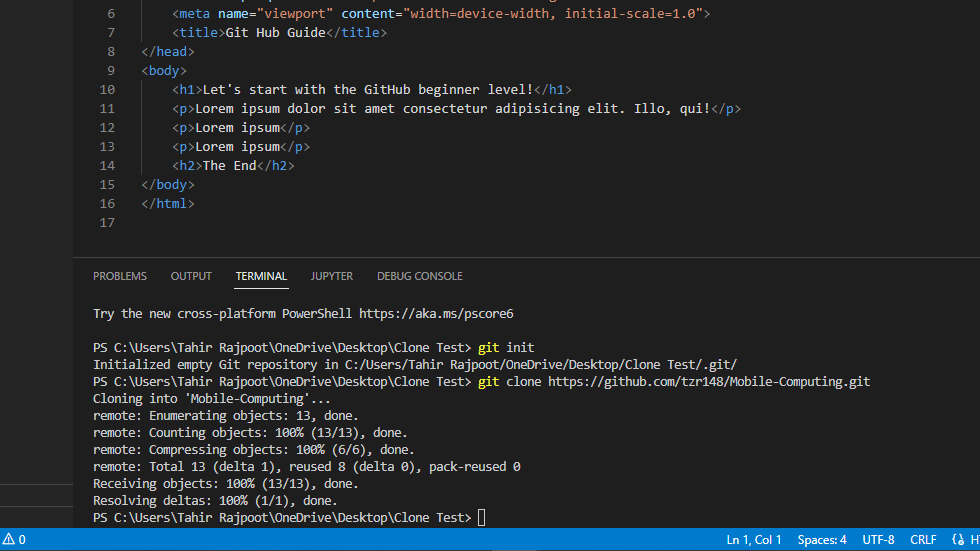 6 <meta name="viewport" content="width=device-width, initial-scale=1.0">
7 <title>Git Hub Guide</title>
8 </head>
9 <body>
10 <h1>Let's start with the GitHub beginner level!</h1>
11 <p>Lorem ipsum dolor sit amet consectetur adipisicing elit. Illo, qui!</p>
12 <p>Lorem ipsum</p>
13 <p>Lorem ipsum</p>
14 <h2>The End</h2>
15 </body>
16 </html>
17
PROBLEMS OUTPUT TERMINAL JUPYTER DEBUG CONSOLE
Try the new cross-platform PowerShell https://aka.ms/pscore6
PS C:\Users\Tahir Rajpoot\OneDrive\Desktop\Clone Test> git init
Initialized empty Git repository in C:/Users/Tahir Rajpoot/OneDrive/Desktop/Clone Test/.git/
PS C:\Users\Tahir Rajpoot\OneDrive\Desktop\Clone Test> git clone https://github.com/tzr148/Mobile-Computing.git
Cloning into 'Mobile-Computing'...
remote: Enumerating objects: 13, done.
remote: Counting objects: 100% (13/13), done.
remote: Compressing objects: 100% (6/6), done.
remote: Total 13 (delta 1), reused 8 (delta 0), pack-reused 0
Receiving objects: 100% (13/13), done.
Resolving deltas: 100% (1/1), done.
PS C:\Users\Tahir Rajpoot\OneDrive\Desktop\Clone Test>
0 Ln 1, Col 1 Spaces: 4 UTF-8 CRLF H